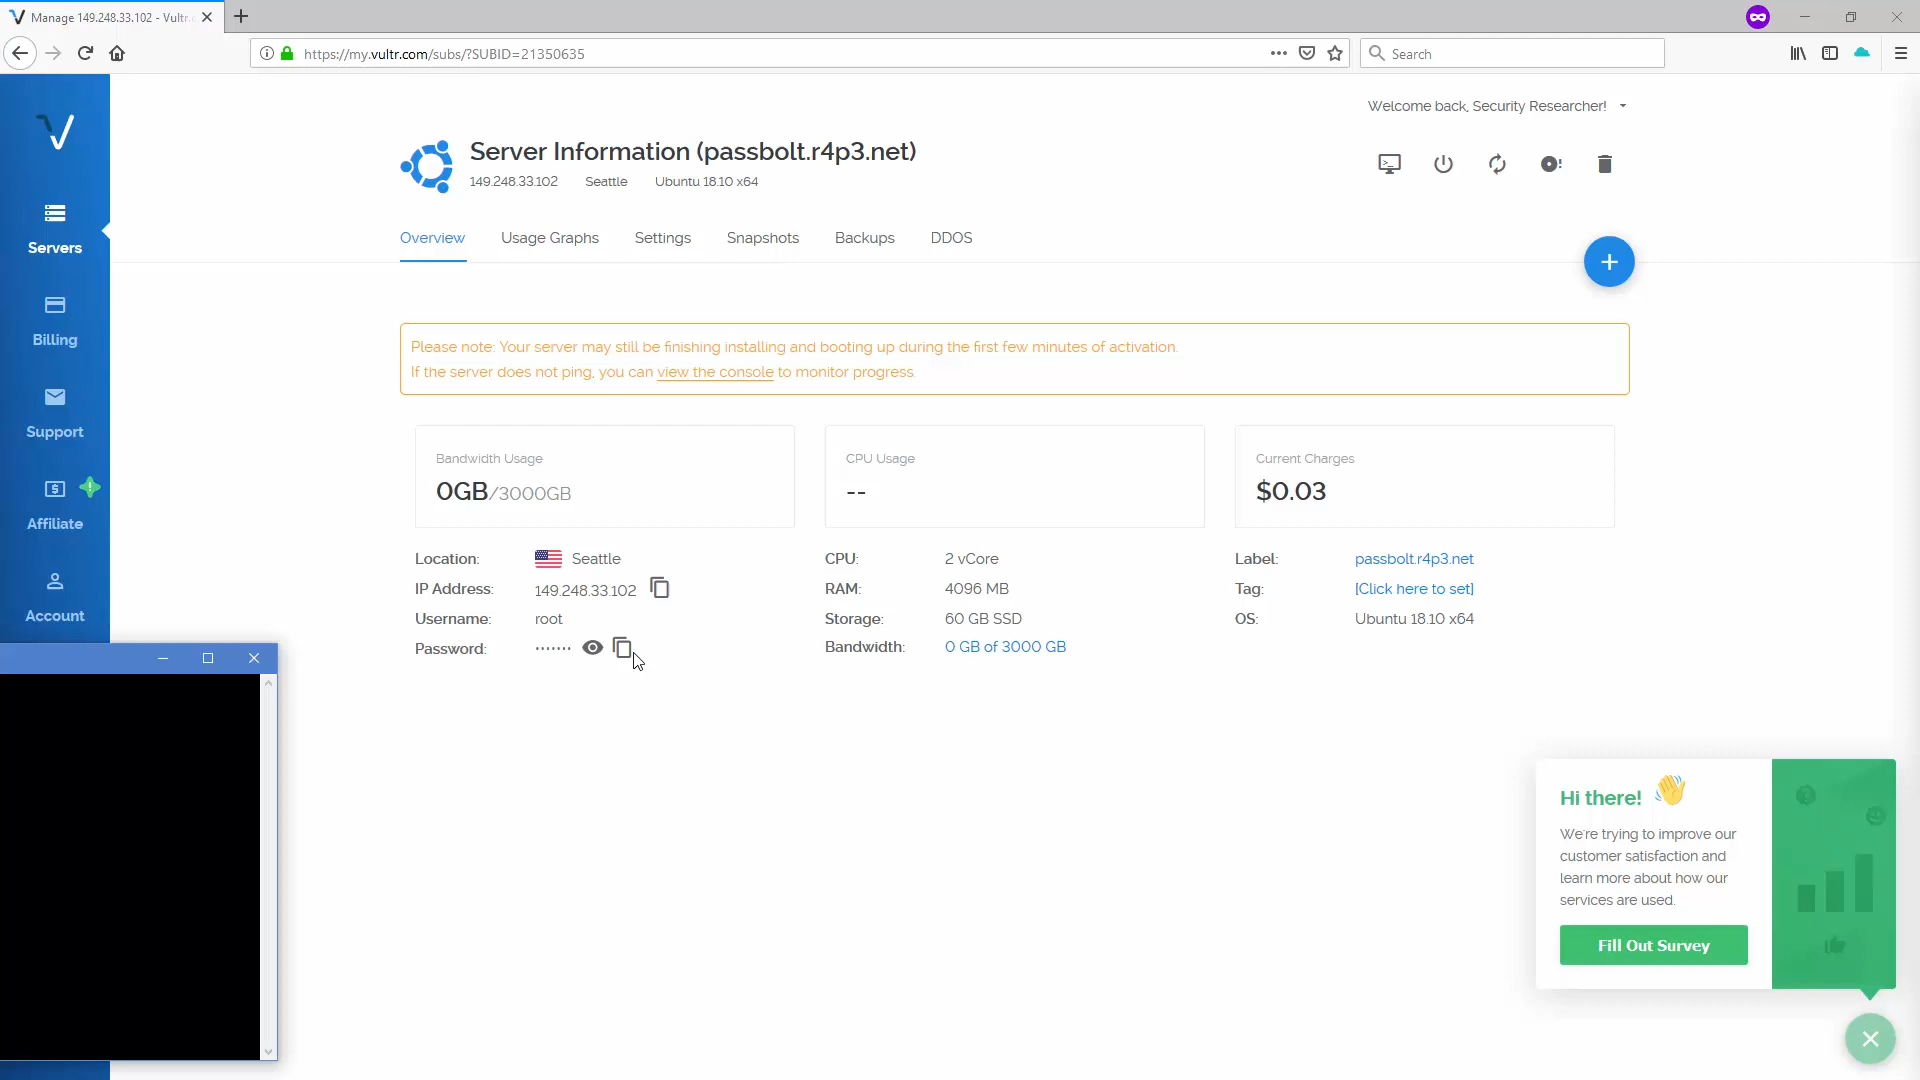 Manage 149.248.33.102 - Vultr.c
https://my.vultr.com/subs/?SUBID=21350635
Search
Welcome back, Security Researcher!
Server Information (passbolt.r4p3.net)
149.248.33.102 Seattle Ubuntu 18.10 x64
Servers
Billing
Support
Affiliate
Account
Overview Usage Graphs Settings Snapshots Backups DDOS
Please note: Your server may still be finishing installing and booting up during the first few minutes of activation.
If the server does not ping, you can view the console to monitor progress.
Bandwidth Usage
0GB/3000GB
CPU Usage
--
Current Charges
$0.03
Location: Seattle
IP Address: 149.248.33.102
Username: root
Password: ·······
CPU: 2 vCore
RAM: 4096 MB
Storage: 60 GB SSD
Bandwidth: 0 GB of 3000 GB
Label: passbolt.r4p3.net
Tag: [Click here to set]
OS: Ubuntu 18.10 x64
Hi there!
We're trying to improve our
customer satisfaction and
learn more about how our
services are used.
Fill Out Survey